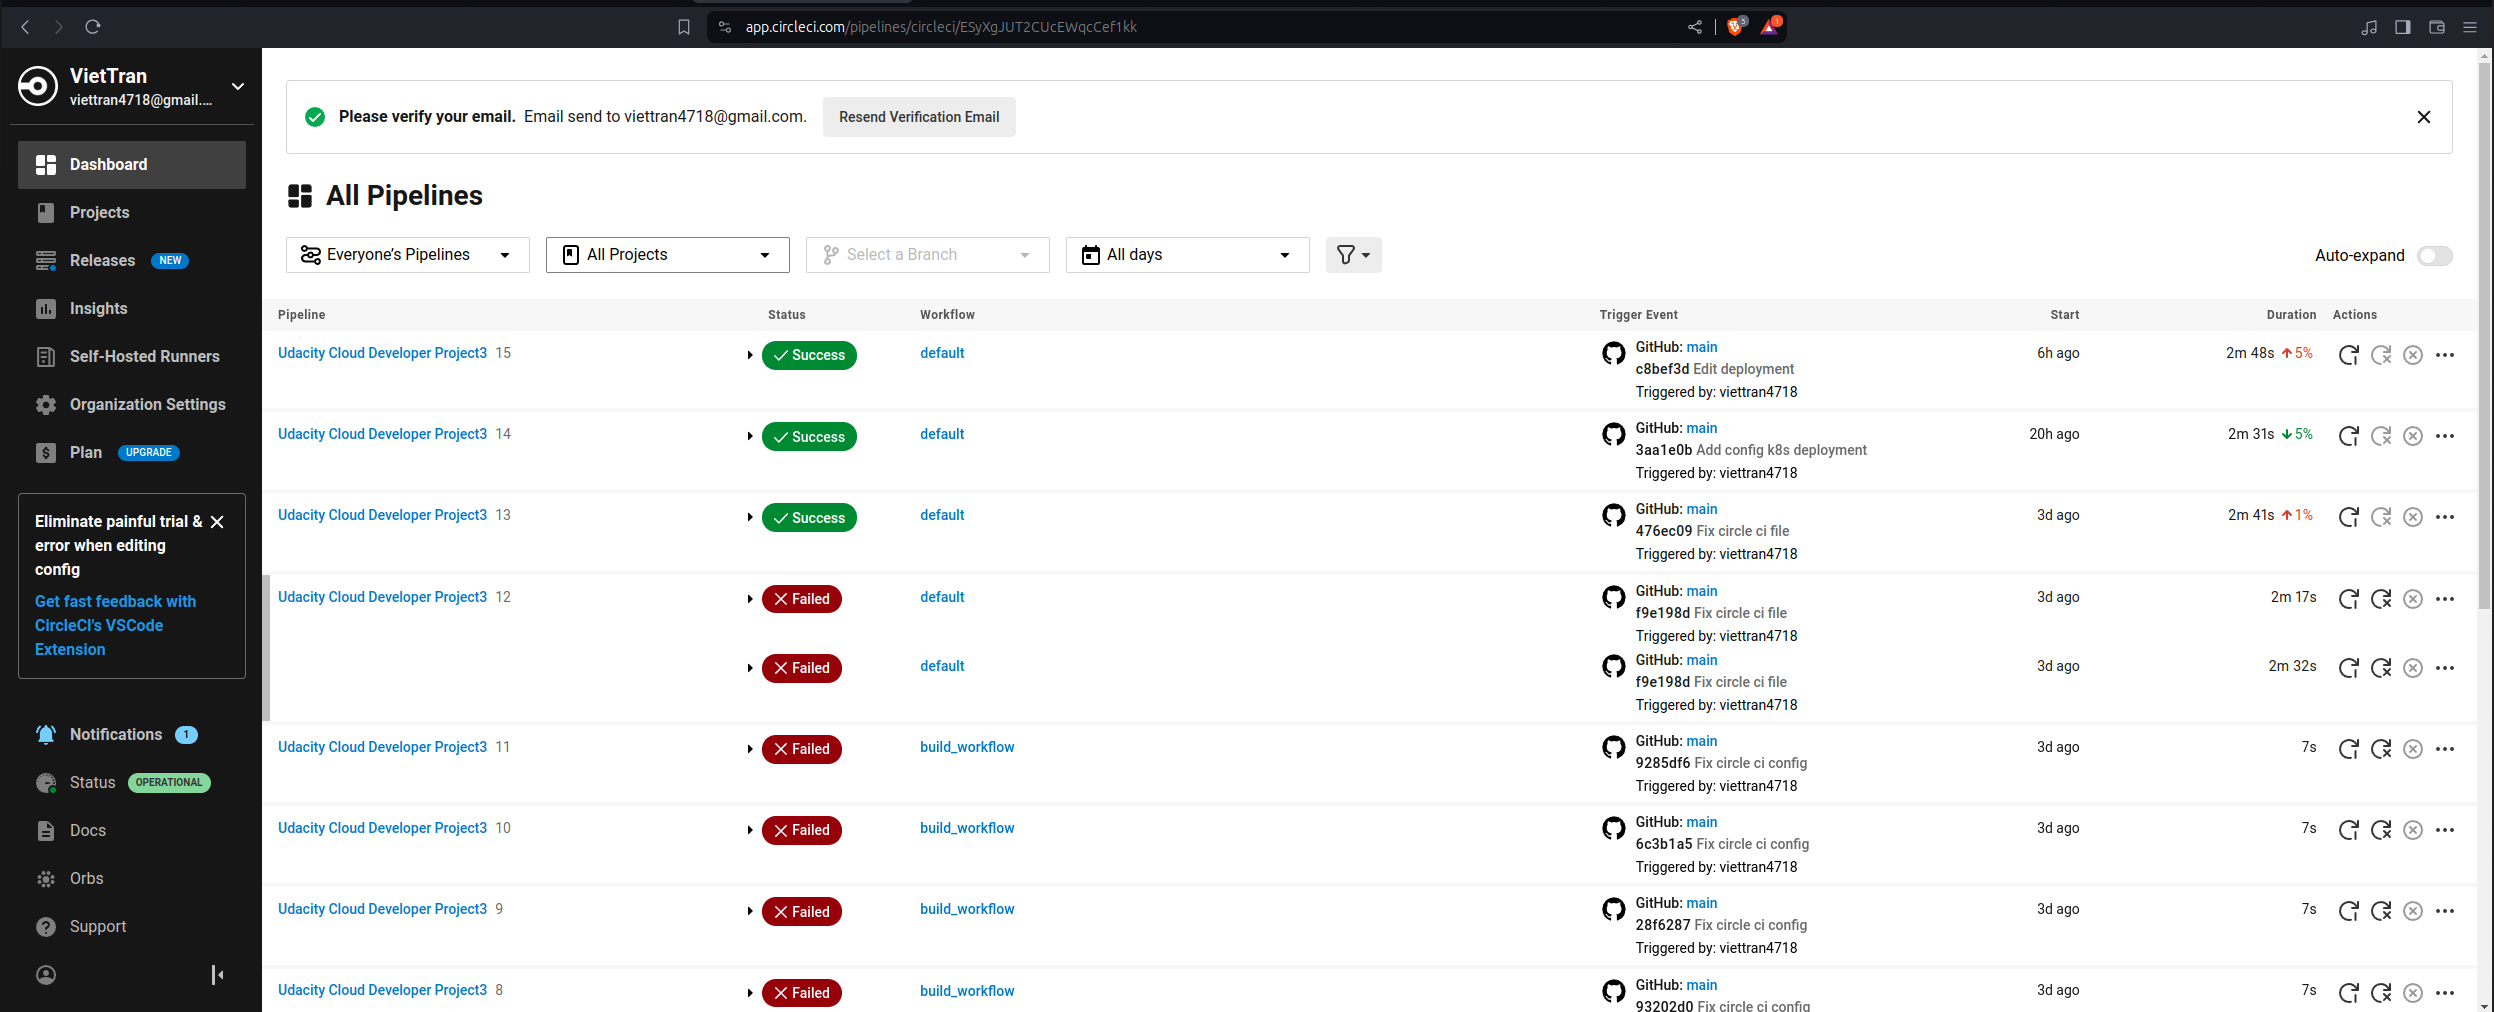 app.circleci.com/pipelines/circleci/ESyXgJUT2CUcEWqcCef1kk
5
1
VietTran
viettran4718@gmail....
Dashboard
Projects
Releases NEW
Insights
Self-Hosted Runners
Organization Settings
Plan UPGRADE
Eliminate painful trial &
error when editing
config
Get fast feedback with
CircleCI's VSCode
Extension
Notifications 1
Status OPERATIONAL
Docs
Orbs
Support
Please verify your email. Email send to viettran4718@gmail.com. Resend Verification Email
All Pipelines
Everyone’s Pipelines All Projects Select a Branch All days Auto-expand
Pipeline Status Workflow Trigger Event Start Duration Actions
Udacity Cloud Developer Project3 15 Success default GitHub: main 6h ago 2m 48s 5%
c8bef3d Edit deployment
Triggered by: viettran4718
Udacity Cloud Developer Project3 14 Success default GitHub: main 20h ago 2m 31s 5%
3aa1e0b Add config k8s deployment
Triggered by: viettran4718
Udacity Cloud Developer Project3 13 Success default GitHub: main 3d ago 2m 41s 1%
476ec09 Fix circle ci file
Triggered by: viettran4718
Udacity Cloud Developer Project3 12 Failed default GitHub: main 3d ago 2m 17s
f9e198d Fix circle ci file
Triggered by: viettran4718
Failed default GitHub: main 3d ago 2m 32s
f9e198d Fix circle ci file
Triggered by: viettran4718
Udacity Cloud Developer Project3 11 Failed build_workflow GitHub: main 3d ago 7s
9285df6 Fix circle ci config
Triggered by: viettran4718
Udacity Cloud Developer Project3 10 Failed build_workflow GitHub: main 3d ago 7s
6c3b1a5 Fix circle ci config
Triggered by: viettran4718
Udacity Cloud Developer Project3 9 Failed build_workflow GitHub: main 3d ago 7s
28f6287 Fix circle ci config
Triggered by: viettran4718
Udacity Cloud Developer Project3 8 Failed build_workflow GitHub: main 3d ago 7s
93202d0 Fix circle ci config